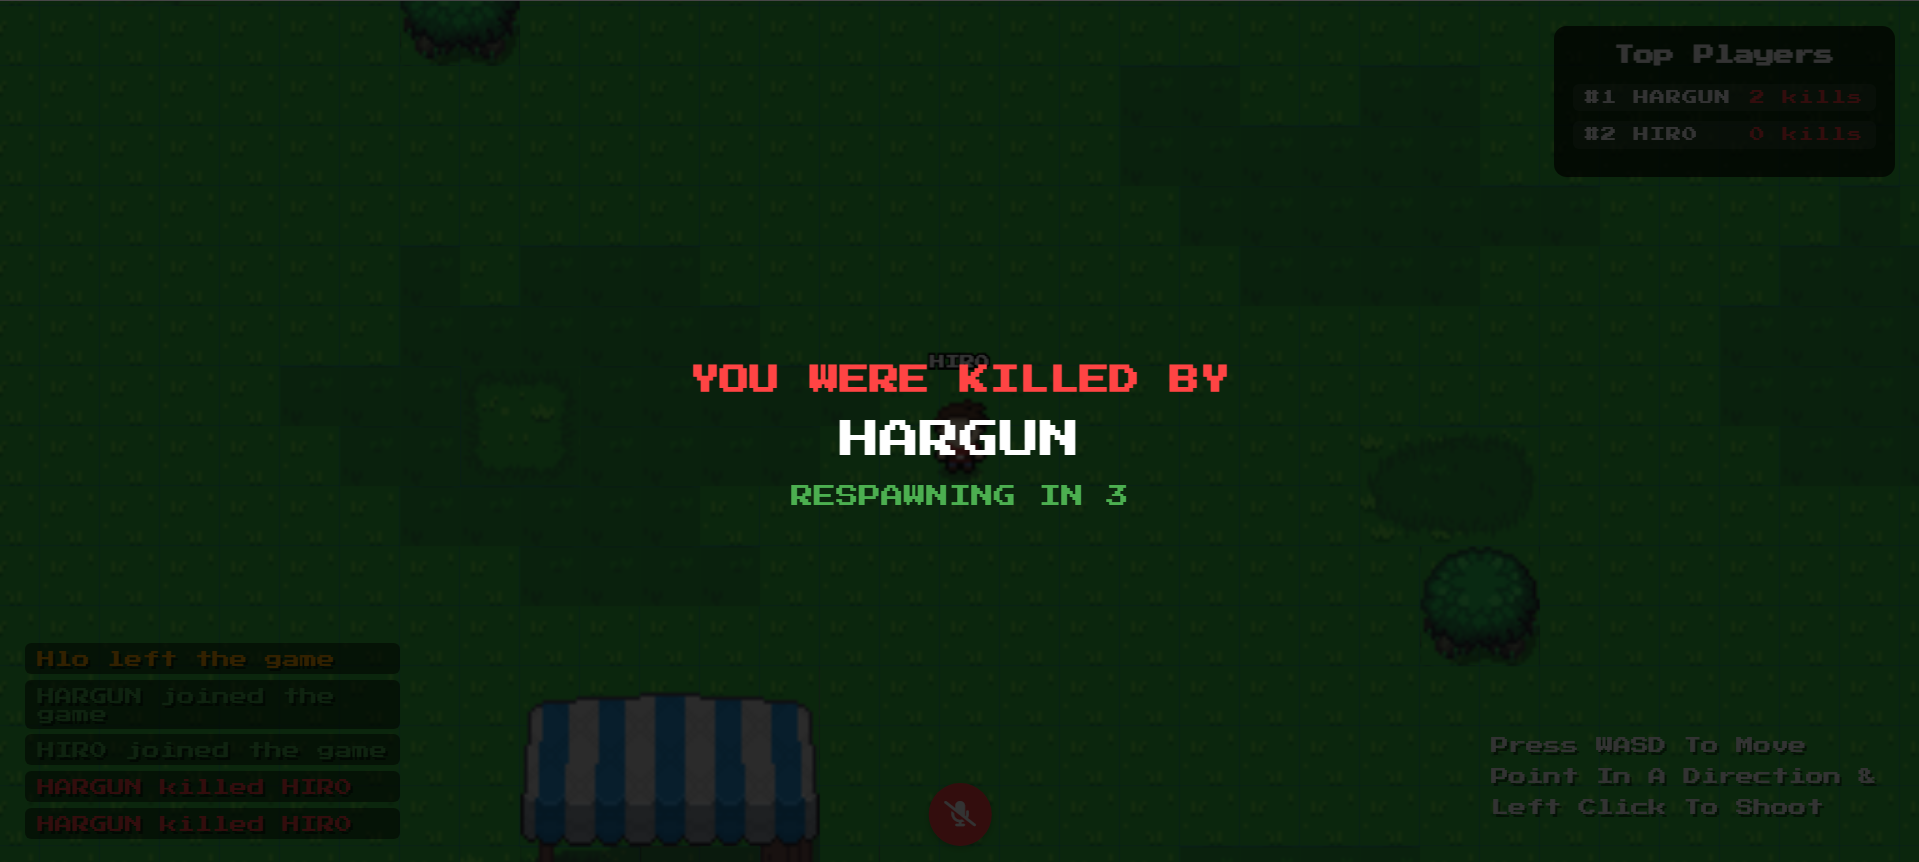 Top Players
#1 HARGUN 2 kills
#2 HIRO 0 kills
HIRO
YOU WERE KILLED BY
HARGUN
RESPAWNING IN 3
Hlo left the game
HARGUN joined the
game
HIRO joined the game
HARGUN killed HIRO
HARGUN killed HIRO
Press WASD To Move
Point In A Direction &
Left Click To Shoot